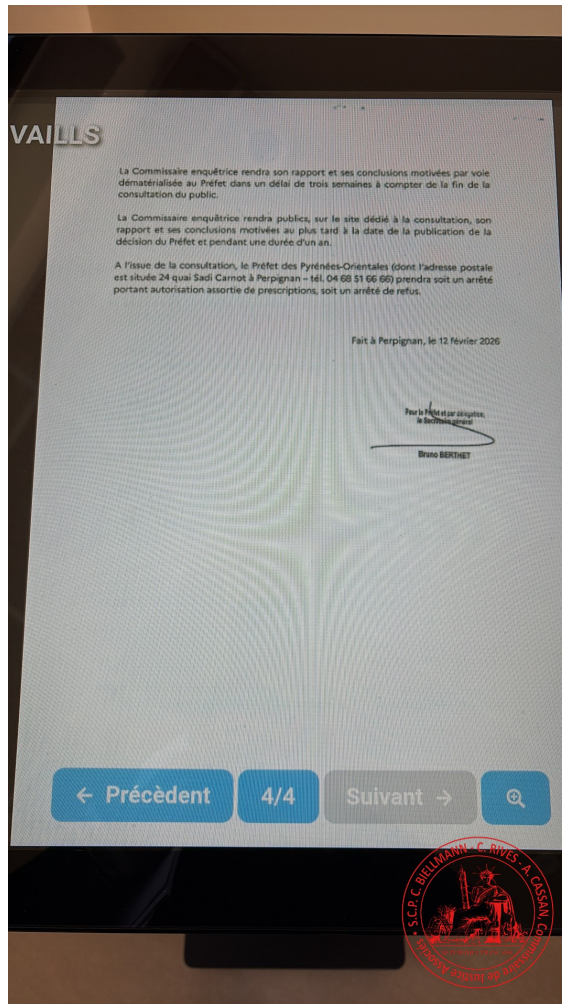 VAILLS
La Commissaire enquêtrice rendra son rapport et ses conclusions motivées par voie
dématérialisée au Préfet dans un délai de trois semaines à compter de la fin de la
consultation du public.
La Commissaire enquêtrice rendra publics, sur le site dédié à la consultation, son
rapport et ses conclusions motivées au plus tard à la date de la publication de la
décision du Préfet et pendant une durée d'un an.
A l'issue de la consultation, le Préfet des Pyrénées-Orientales (dont l'adresse postale
est située 24 quai Sadi Carnot à Perpignan – tél. 04 68 51 66 66) prendra soit un arrêté
portant autorisation assortie de prescriptions, soit un arrêté de refus.
Fait à Perpignan, le 12 février 2026
Pour le Préfet et par délégation,
le Secrétaire général
Bruno BERTHET
← Précèdent
4/4
Suivant →
S.C.P. C. BIELLMANN - C. RIVES - A. CASSAN, Commissaire de Justice Associés